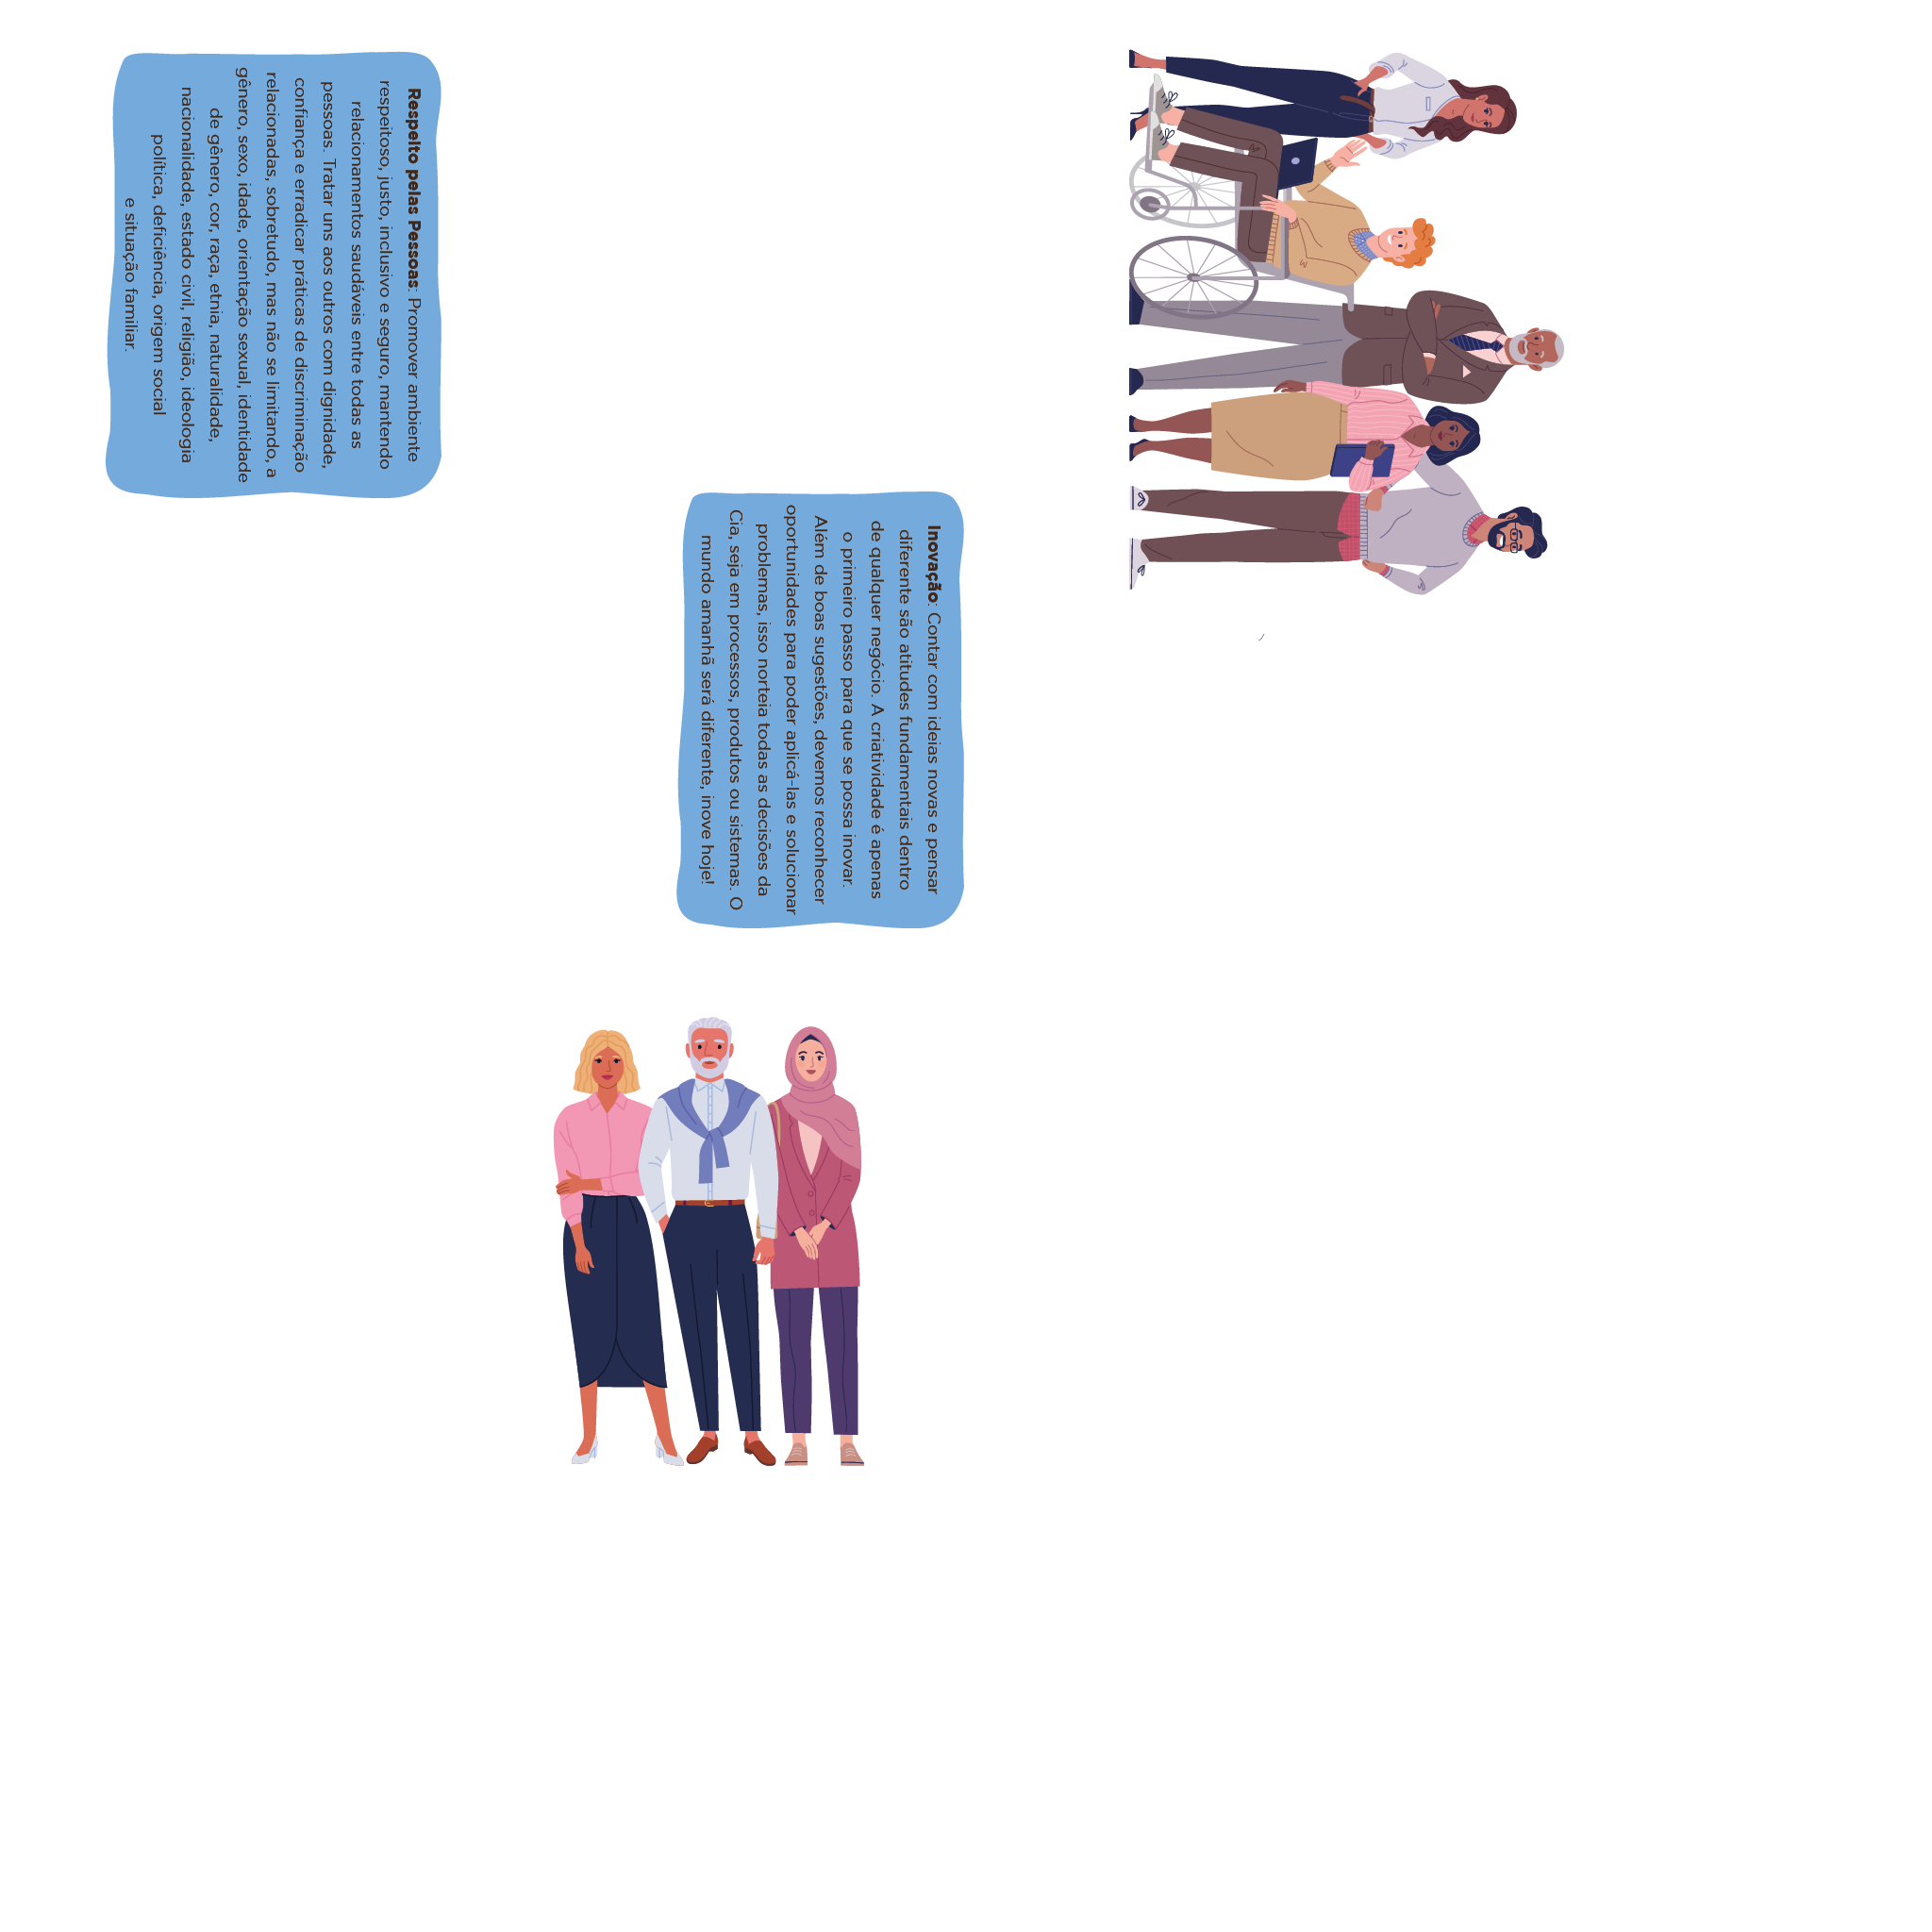 Respeito pelas Pessoas: Promover ambiente
respeitoso, justo, inclusivo e seguro, mantendo
relacionamentos saudáveis entre todas as
pessoas. Tratar uns aos outros com dignidade,
confiança e erradicar práticas de discriminação
relacionadas, sobretudo, mas não se limitando, a
gênero, sexo, idade, orientação sexual, identidade
de gênero, cor, raça, etnia, naturalidade,
nacionalidade, estado civil, religião, ideologia
política, deficiência, origem social
e situação familiar.
Inovação: Contar com ideias novas e pensar
diferente são atitudes fundamentais dentro
de qualquer negócio. A criatividade é apenas
o primeiro passo para que se possa inovar.
Além de boas sugestões, devemos reconhecer
oportunidades para poder aplicá-las e solucionar
problemas, isso norteia todas as decisões da
Cia, seja em processos, produtos ou sistemas. O
mundo amanhã será diferente, inove hoje!